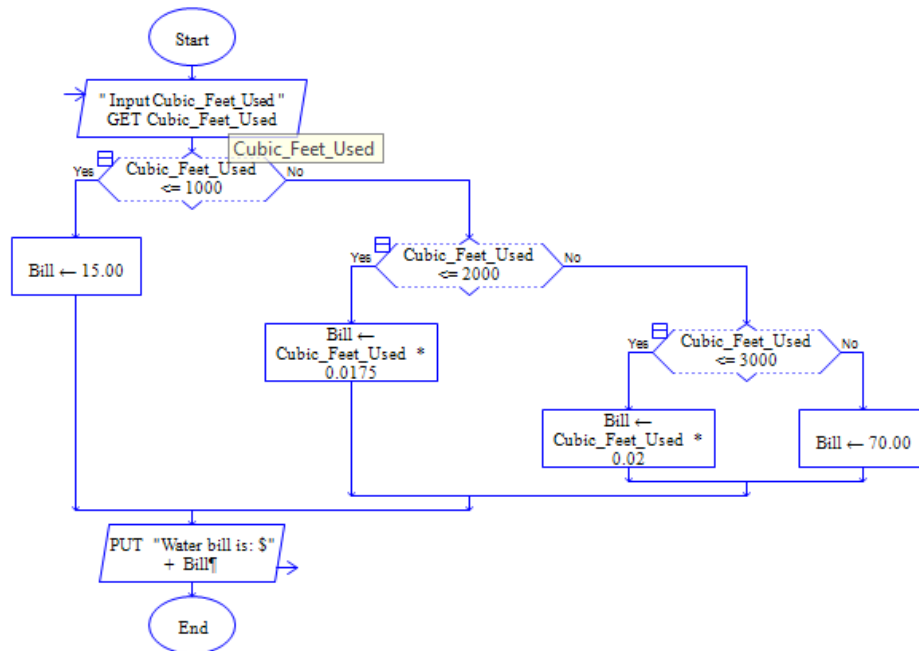 Start
" Input Cubic_Feet_Used "
GET Cubic_Feet_Used
Cubic_Feet_Used
Yes
Cubic_Feet_Used
<= 1000
No
Bill ← 15.00
Yes
Cubic_Feet_Used
<= 2000
No
Bill ←
Cubic_Feet_Used *
0.0175
Yes
Cubic_Feet_Used
<= 3000
No
Bill ←
Cubic_Feet_Used *
0.02
Bill ← 70.00
PUT "Water bill is: $"
+ Bill¶
End